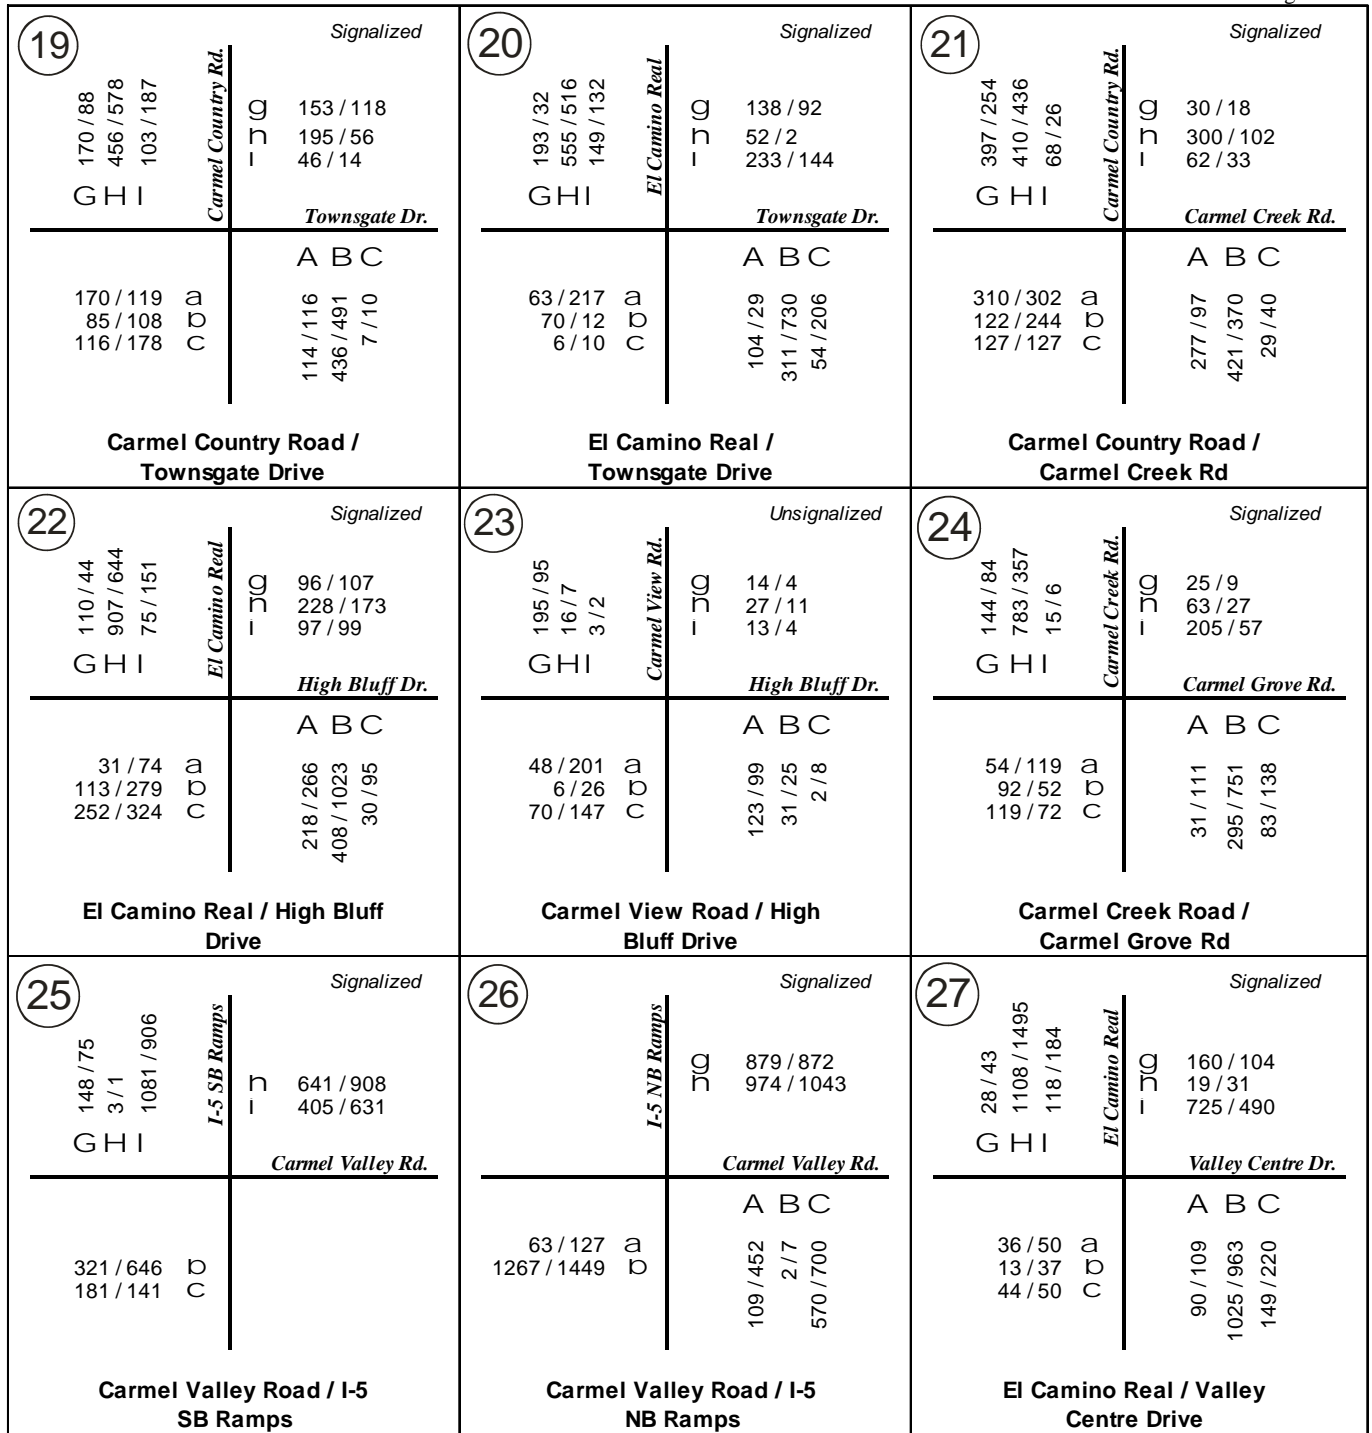 19
Signalized
170 / 88
456 / 578
103 / 187
Carmel Country Rd.
g 153 / 118
h 195 / 56
i 46 / 14
G H I
Townsgate Dr.
A B C
170 / 119 a
85 / 108 b
116 / 178 c
114 / 116
436 / 491
7 / 10
Carmel Country Road /
Townsgate Drive
20
Signalized
193 / 32
555 / 516
149 / 132
El Camino Real
g 138 / 92
h 52 / 2
i 233 / 144
G H I
Townsgate Dr.
A B C
63 / 217 a
70 / 12 b
6 / 10 c
104 / 29
311 / 730
54 / 206
El Camino Real /
Townsgate Drive
21
Signalized
397 / 254
410 / 436
68 / 26
Carmel Country Rd.
g 30 / 18
h 300 / 102
i 62 / 33
G H I
Carmel Creek Rd.
A B C
310 / 302 a
122 / 244 b
127 / 127 c
277 / 97
421 / 370
29 / 40
Carmel Country Road /
Carmel Creek Rd
22
Signalized
110 / 44
907 / 644
75 / 151
El Camino Real
g 96 / 107
h 228 / 173
i 97 / 99
G H I
High Bluff Dr.
A B C
31 / 74 a
113 / 279 b
252 / 324 c
218 / 266
408 / 1023
30 / 95
El Camino Real / High Bluff
Drive
23
Unsignalized
195 / 95
16 / 7
3 / 2
Carmel View Rd.
g 14 / 4
h 27 / 11
i 13 / 4
G H I
High Bluff Dr.
A B C
48 / 201 a
6 / 26 b
70 / 147 c
123 / 99
31 / 25
2 / 8
Carmel View Road / High
Bluff Drive
24
Signalized
144 / 84
783 / 357
15 / 6
Carmel Creek Rd.
g 25 / 9
h 63 / 27
i 205 / 57
G H I
Carmel Grove Rd.
A B C
54 / 119 a
92 / 52 b
119 / 72 c
31 / 111
295 / 751
83 / 138
Carmel Creek Road /
Carmel Grove Rd
25
Signalized
148 / 75
3 / 1
1081 / 906
I-5 SB Ramps
h 641 / 908
i 405 / 631
G H I
Carmel Valley Rd.
321 / 646 b
181 / 141 c
Carmel Valley Road / I-5
SB Ramps
26
Signalized
I-5 NB Ramps
g 879 / 872
h 974 / 1043
Carmel Valley Rd.
A B C
63 / 127 a
1267 / 1449 b
109 / 452
2 / 7
570 / 700
Carmel Valley Road / I-5
NB Ramps
27
Signalized
28 / 43
1108 / 1495
118 / 184
El Camino Real
g 160 / 104
h 19 / 31
i 725 / 490
G H I
Valley Centre Dr.
A B C
36 / 50 a
13 / 37 b
44 / 50 c
90 / 109
1025 / 963
149 / 220
El Camino Real / Valley
Centre Drive